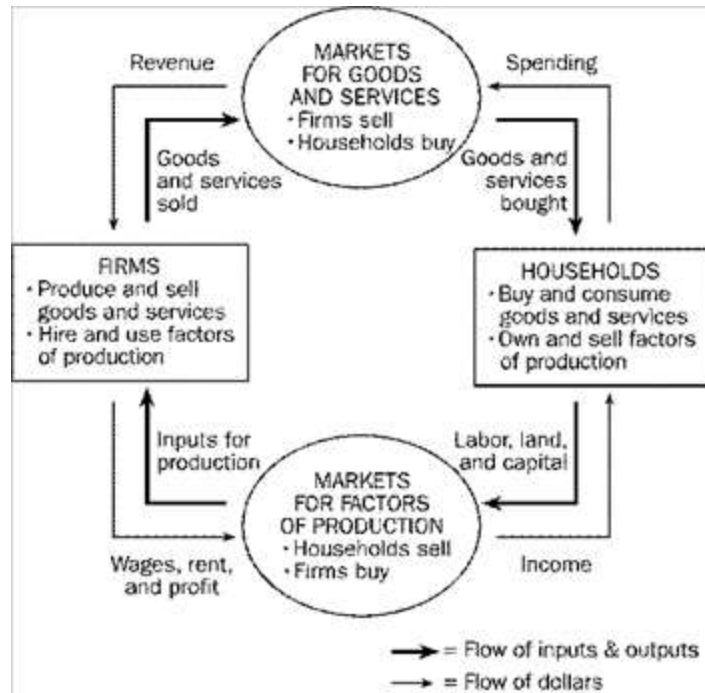 MARKETS
FOR GOODS
AND SERVICES
• Firms sell
• Households buy
Revenue
Spending
Goods
and services
sold
Goods and
services
bought
FIRMS
• Produce and sell
goods and services
• Hire and use factors
of production
HOUSEHOLDS
• Buy and consume
goods and services
• Own and sell factors
of production
Inputs for
production
Labor, land,
and capital
MARKETS
FOR FACTORS
OF PRODUCTION
• Households sell
• Firms buy
Wages, rent,
and profit
Income
= Flow of inputs & outputs
= Flow of dollars